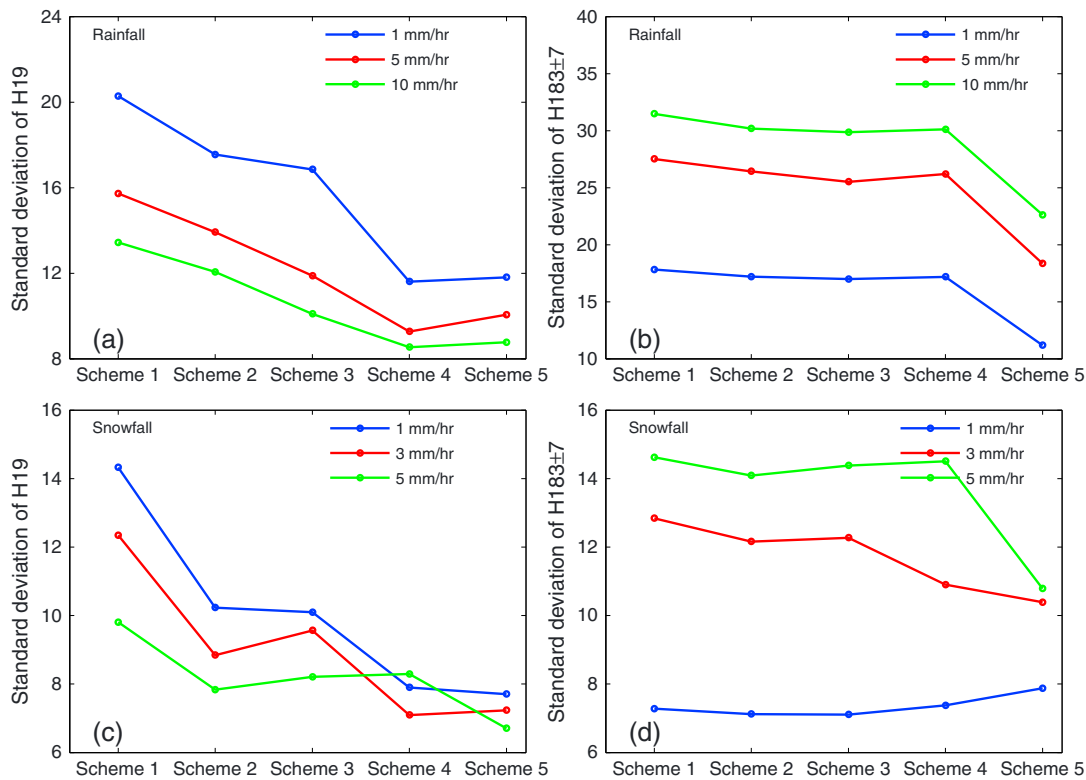 Standard deviation of H19
24
20
16
12
8
Rainfall
1 mm/hr
5 mm/hr
10 mm/hr
(a)
Scheme 1 Scheme 2 Scheme 3 Scheme 4 Scheme 5
Standard deviation of H183±7
40
35
30
25
20
15
10
Rainfall
1 mm/hr
5 mm/hr
10 mm/hr
(b)
Scheme 1 Scheme 2 Scheme 3 Scheme 4 Scheme 5
Standard deviation of H19
16
14
12
10
8
6
Snowfall
1 mm/hr
3 mm/hr
5 mm/hr
(c)
Scheme 1 Scheme 2 Scheme 3 Scheme 4 Scheme 5
Standard deviation of H183±7
16
14
12
10
8
6
Snowfall
1 mm/hr
3 mm/hr
5 mm/hr
(d)
Scheme 1 Scheme 2 Scheme 3 Scheme 4 Scheme 5